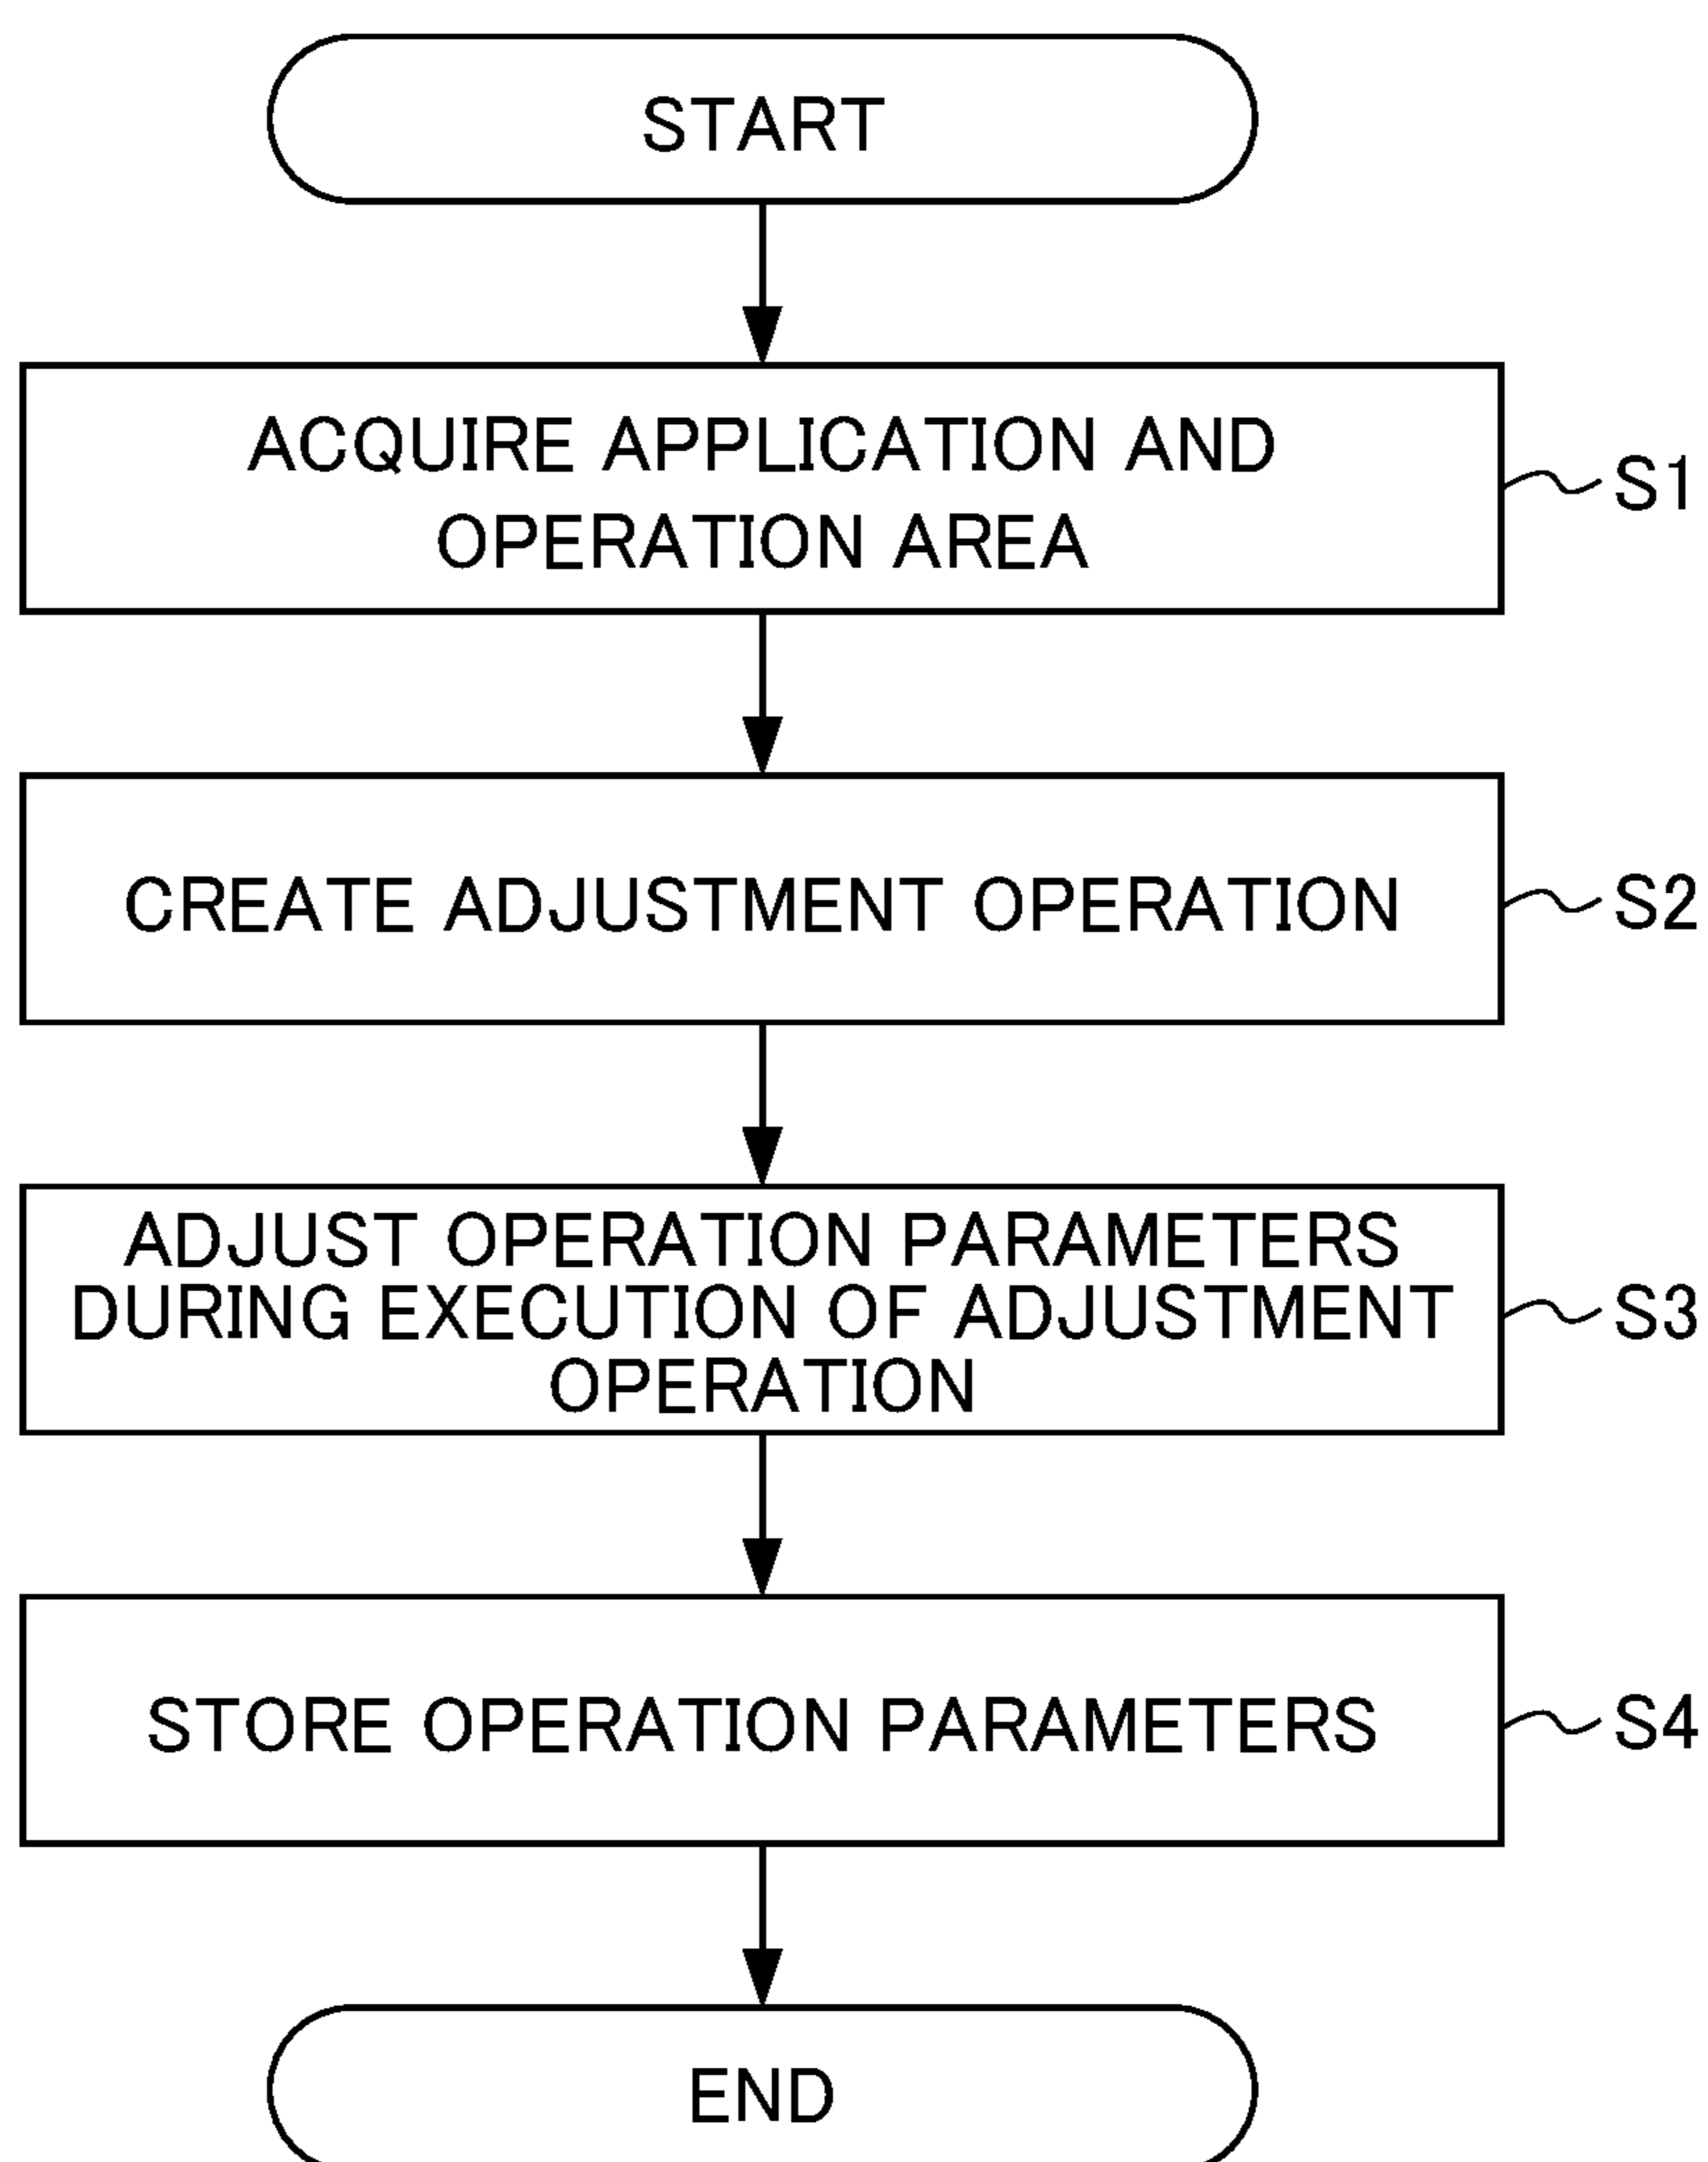 START
ACQUIRE APPLICATION AND
OPERATION AREA
S1
CREATE ADJUSTMENT OPERATION
S2
ADJUST OPERATION PARAMETERS
DURING EXECUTION OF ADJUSTMENT
OPERATION
S3
STORE OPERATION PARAMETERS
S4
END